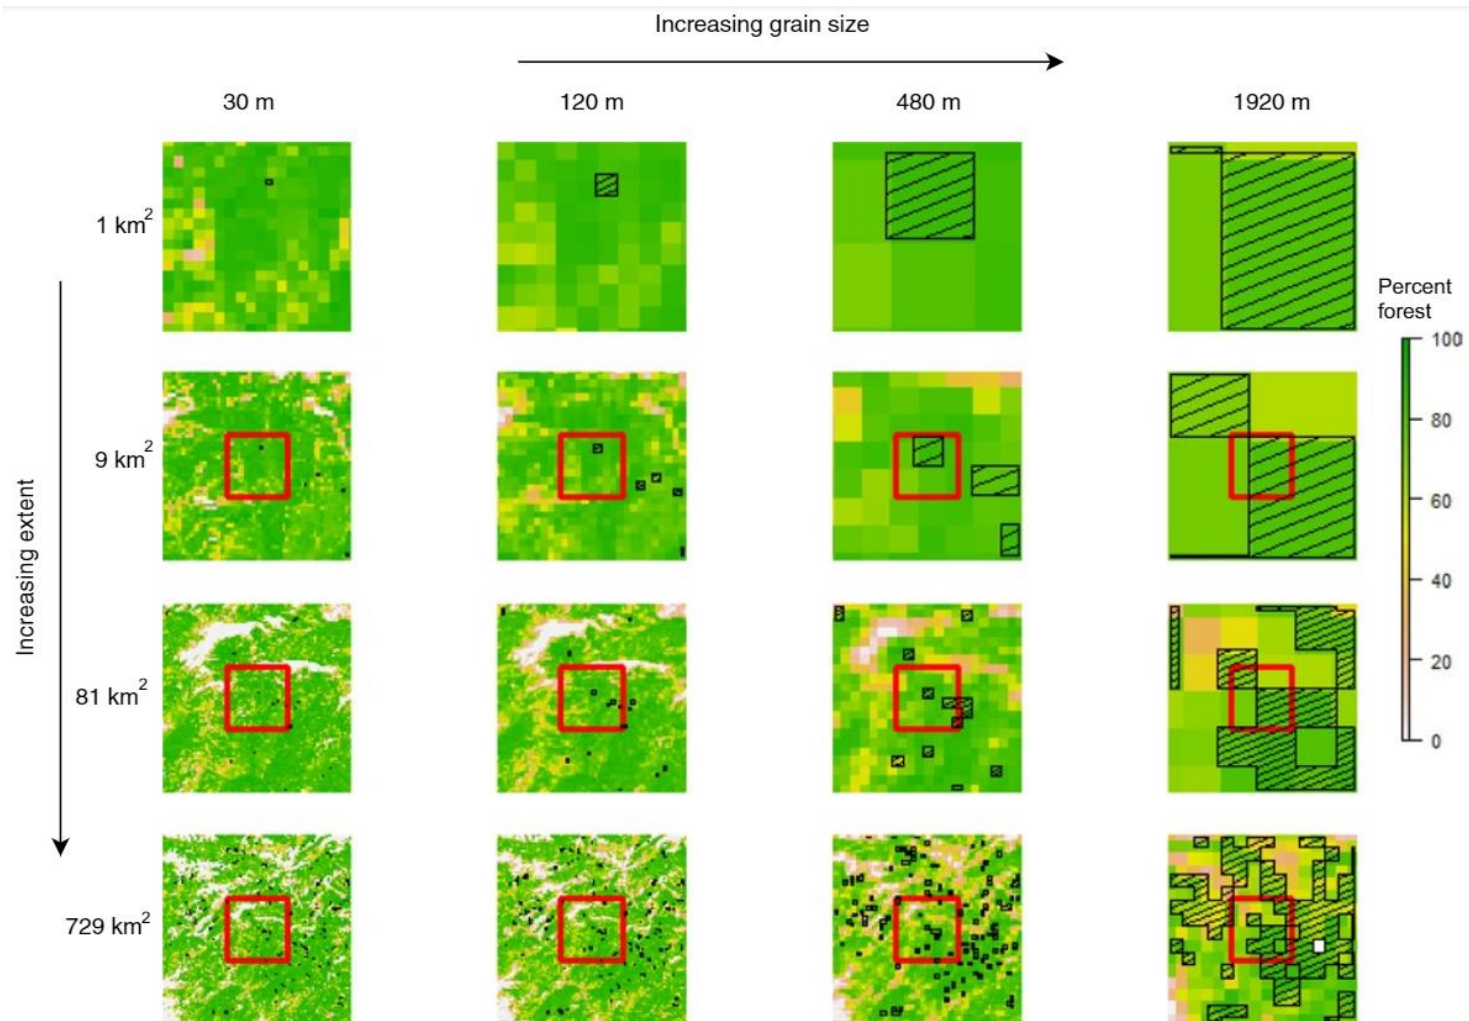 Increasing grain size
30 m
120 m
480 m
1920 m
1 km²
9 km²
81 km²
729 km²
Increasing extent
Percent
forest
100
80
60
40
20
0